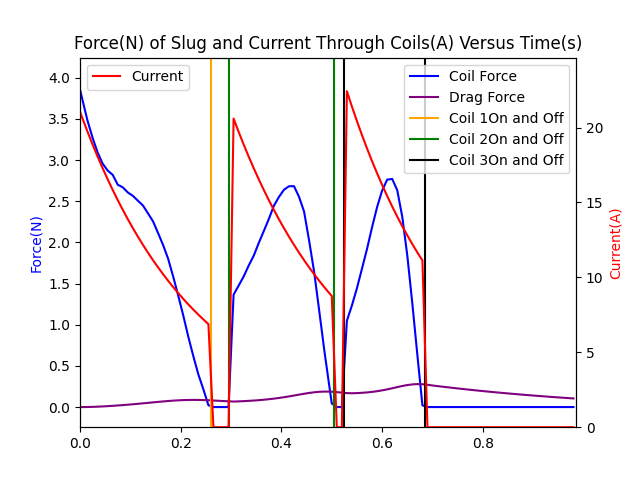 Force(N) of Slug and Current Through Coils(A) Versus Time(s)
Current
Coil Force
Drag Force
Coil 1On and Off
Coil 2On and Off
Coil 3On and Off
Force(N)
4.0
3.5
3.0
2.5
2.0
1.5
1.0
0.5
0.0
Current(A)
20
15
10
5
0
0.0 0.2 0.4 0.6 0.8